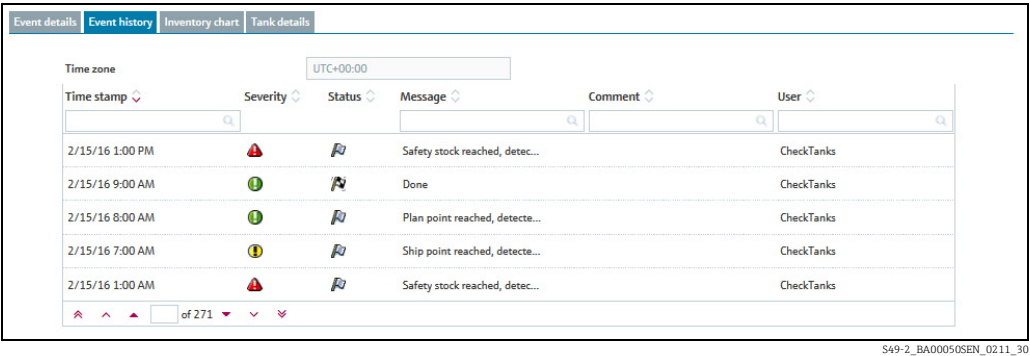 Event details Event history Inventory chart Tank details
Time zone UTC+00:00
Time stamp Severity Status Message Comment User
2/15/16 1:00 PM Safety stock reached, detec... CheckTanks
2/15/16 9:00 AM Done CheckTanks
2/15/16 8:00 AM Plan point reached, detecte... CheckTanks
2/15/16 7:00 AM Ship point reached, detecte... CheckTanks
2/15/16 1:00 AM Safety stock reached, detec... CheckTanks
of 271
S49-2_BA00050SEN_0211_30